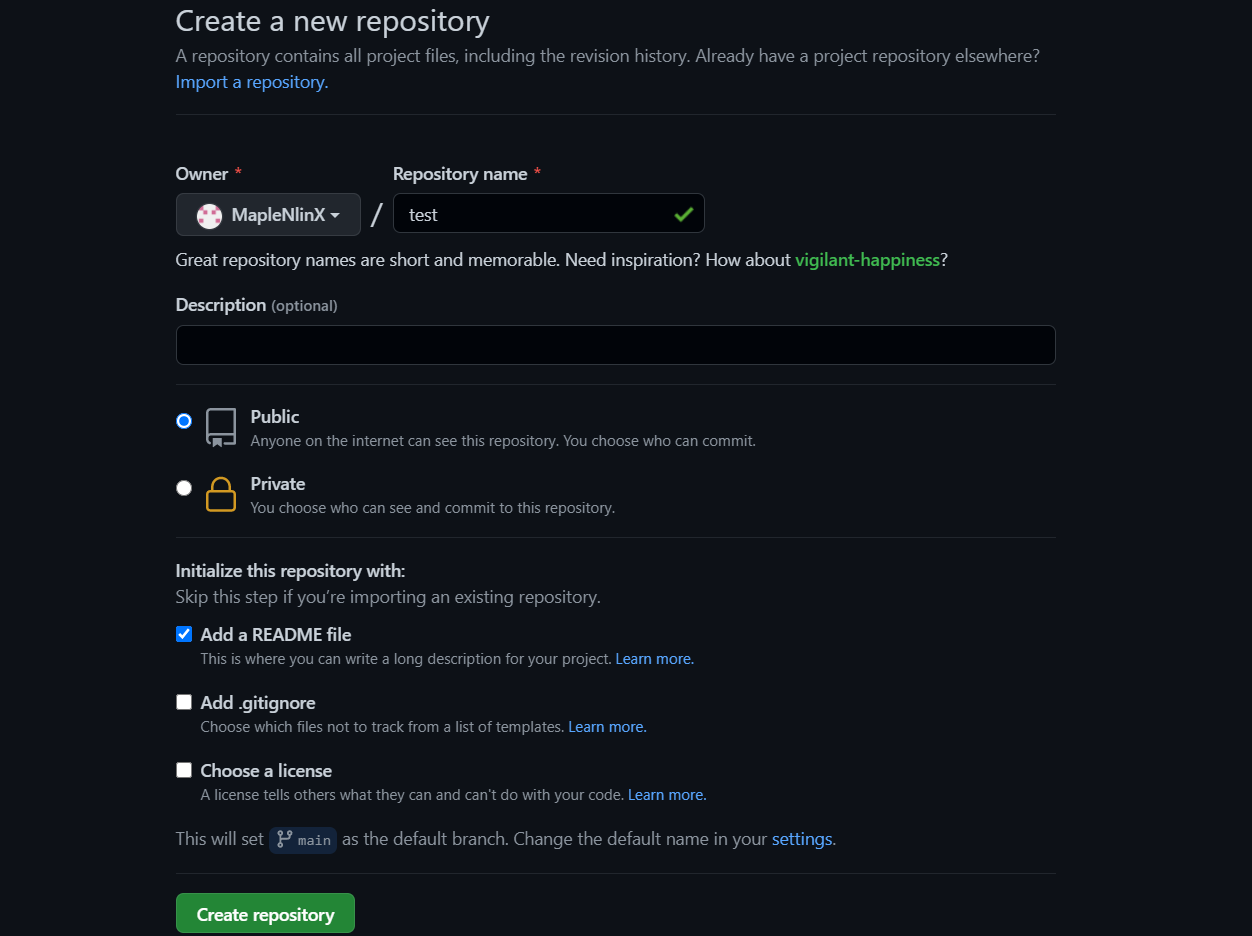 Create a new repository
A repository contains all project files, including the revision history. Already have a project repository elsewhere?
Import a repository.
Owner *
Repository name *
MapleNlinX
/
test
Great repository names are short and memorable. Need inspiration? How about vigilant-happiness?
Description (optional)
Public
Anyone on the internet can see this repository. You choose who can commit.
Private
You choose who can see and commit to this repository.
Initialize this repository with:
Skip this step if you’re importing an existing repository.
Add a README file
This is where you can write a long description for your project. Learn more.
Add .gitignore
Choose which files not to track from a list of templates. Learn more.
Choose a license
A license tells others what they can and can't do with your code. Learn more.
This will set main as the default branch. Change the default name in your settings.
Create repository